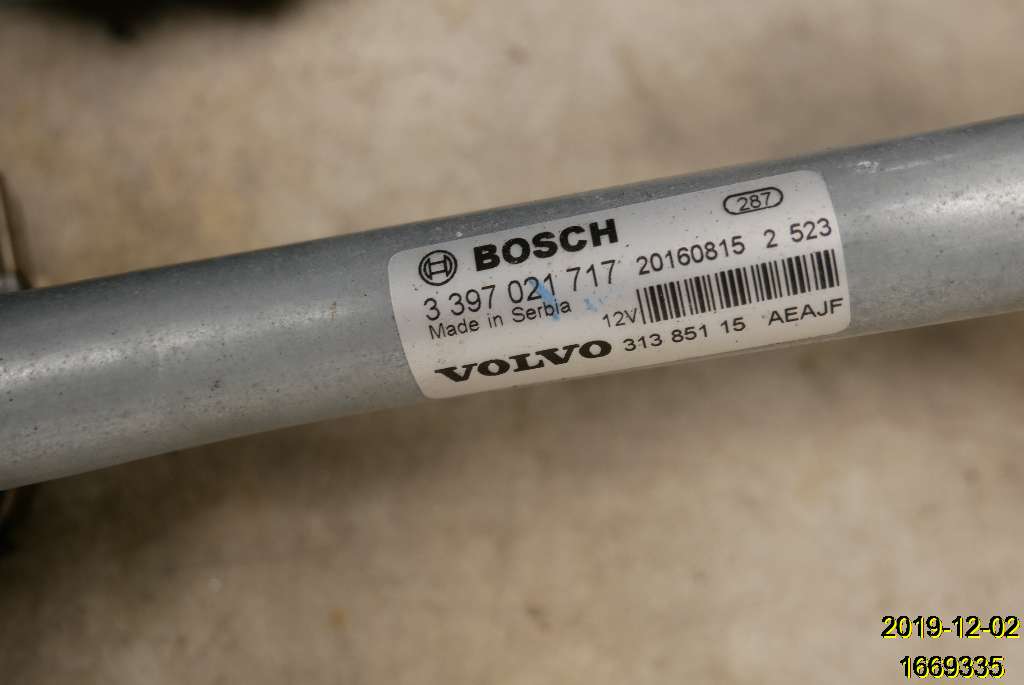 287
BOSCH
3 397 021 717 20160815 2 523
Made in Serbia 12V
VOLVO 313 851 15 AEAJF
2019-12-02
1669335